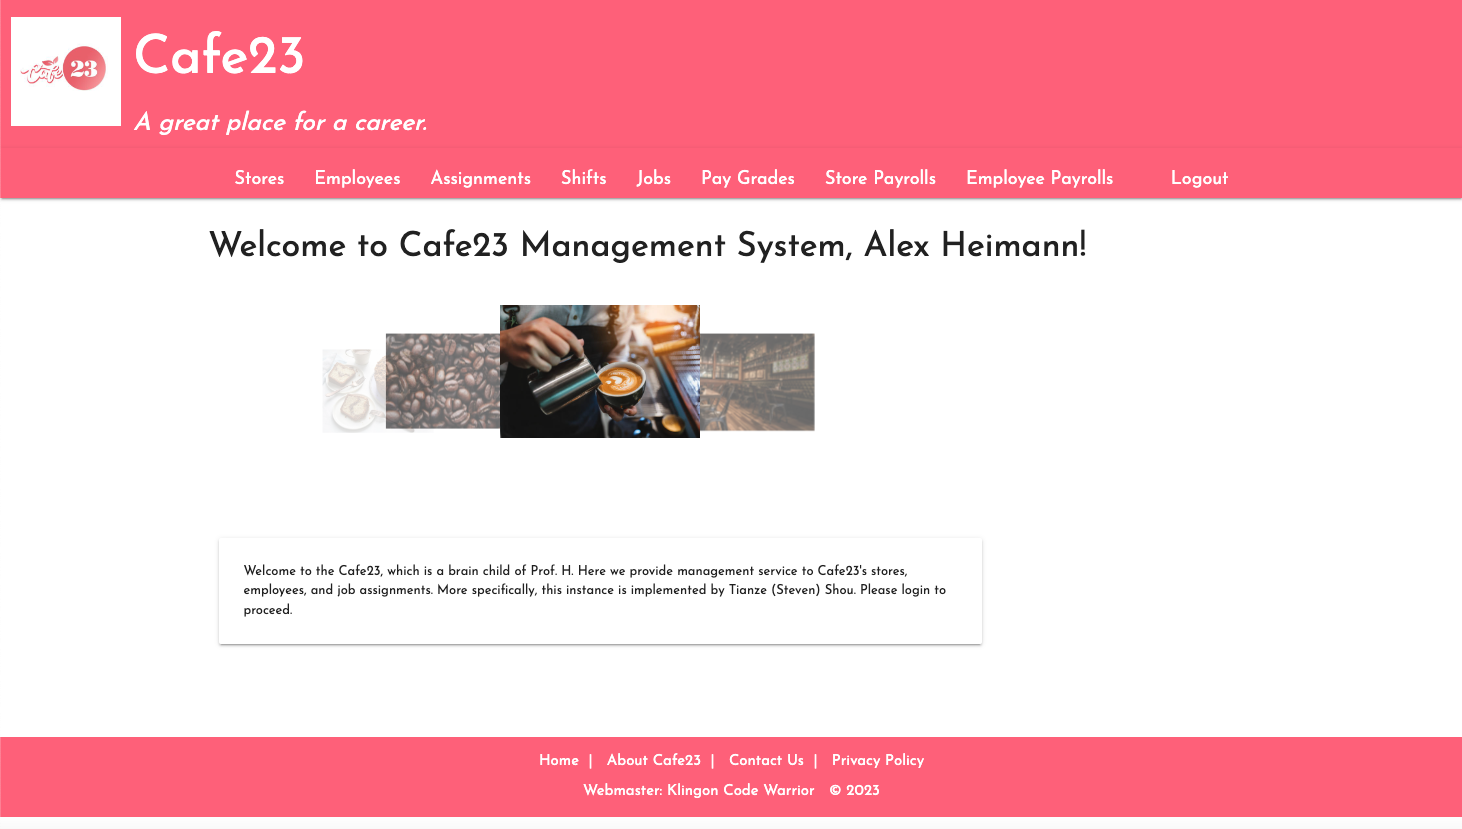 Cafe 23
Cafe23
A great place for a career.
Stores Employees Assignments Shifts Jobs Pay Grades Store Payrolls Employee Payrolls Logout
Welcome to Cafe23 Management System, Alex Heimann!
Welcome to the Cafe23, which is a brain child of Prof. H. Here we provide management service to Cafe23's stores,
employees, and job assignments. More specifically, this instance is implemented by Tianze (Steven) Shou. Please login to
proceed.
Home | About Cafe23 | Contact Us | Privacy Policy
Webmaster: Klingon Code Warrior © 2023